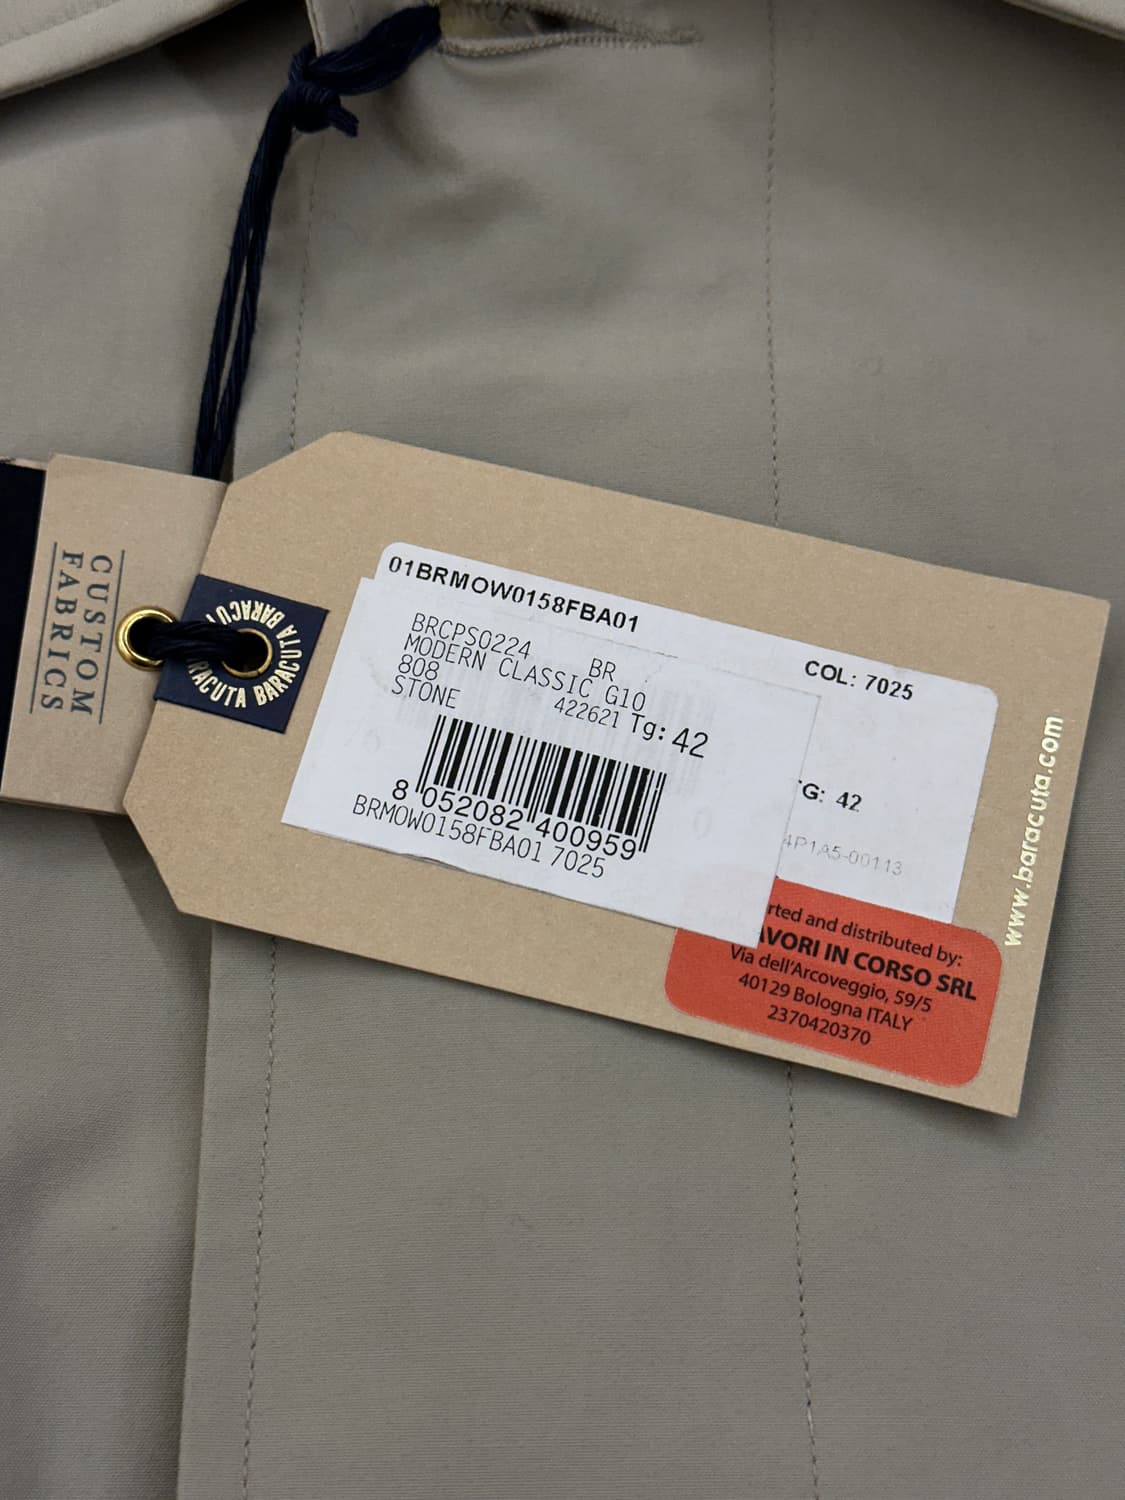 CUSTOM
FABRICS
BARACUTA BARACUTA
01BRMOW0158FBA01
COL: 7025
BRCPS0224 BR
MODERN CLASSIC G10
808
STONE 422621 Tg: 42
8 052082 400959
BRMOW0158FBA01 7025
TG: 42
4P1A5-00113
and distributed by:
IN CORSO SRL
Via dell'Arcoveggio, 59/5
40129 Bologna ITALY
2370420370
www.baracuta.com